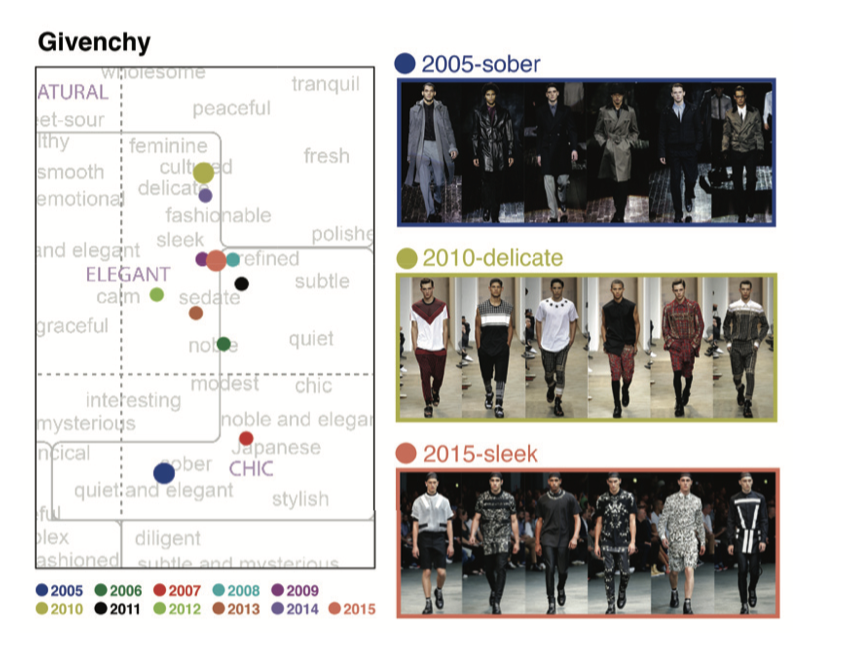 Givenchy
wholesome
tranquil
ATURAL
peaceful
eet-sour
lthy
feminine
fresh
smooth
cultured
delicate
emotional
fashionable
sleek
polishe
and elegant
refined
ELEGANT
subtle
calm
sedate
graceful
noble
quiet
modest
chic
interesting
mysterious
noble and elegar
Japanese
ncical
sober
CHIC
quiet and elegant
stylish
ful
plex
diligent
ashioned
subtle and mysterious
2005 2006 2007 2008 2009
2010 2011 2012 2013 2014 2015
2005-sober
2010-delicate
2015-sleek